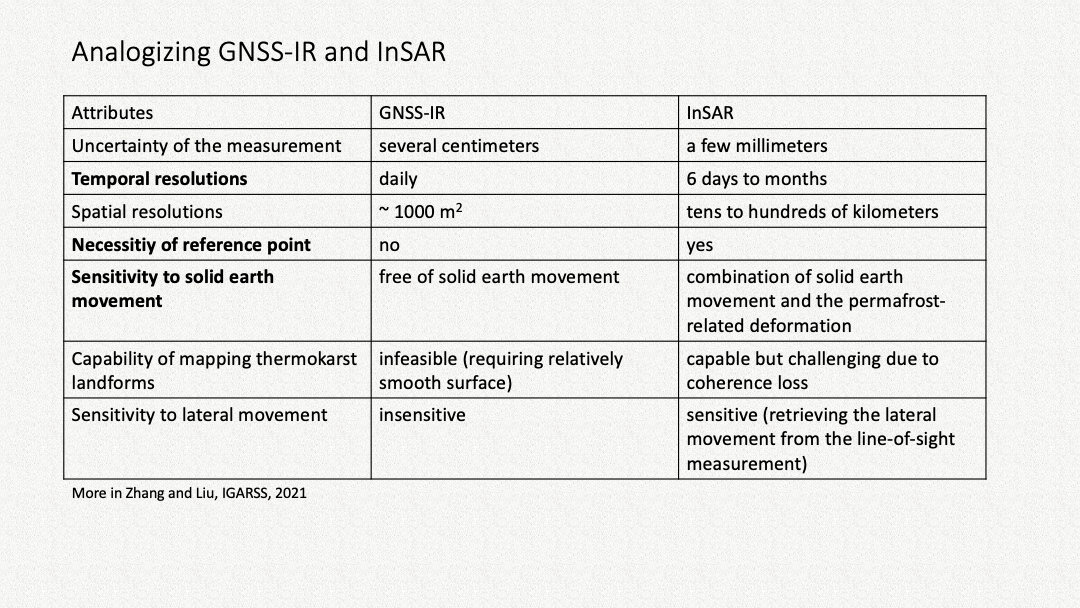 Analogizing GNSS-IR and InSAR
Attributes GNSS-IR InSAR
Uncertainty of the measurement several centimeters a few millimeters
Temporal resolutions daily 6 days to months
Spatial resolutions ~ 1000 m² tens to hundreds of kilometers
Necessitiy of reference point no yes
Sensitivity to solid earth
movement
free of solid earth movement
combination of solid earth
movement and the permafrost-
related deformation
Capability of mapping thermokarst
landforms
infeasible (requiring relatively
smooth surface)
capable but challenging due to
coherence loss
Sensitivity to lateral movement
insensitive
sensitive (retrieving the lateral
movement from the line-of-sight
measurement)
More in Zhang and Liu, IGARSS, 2021